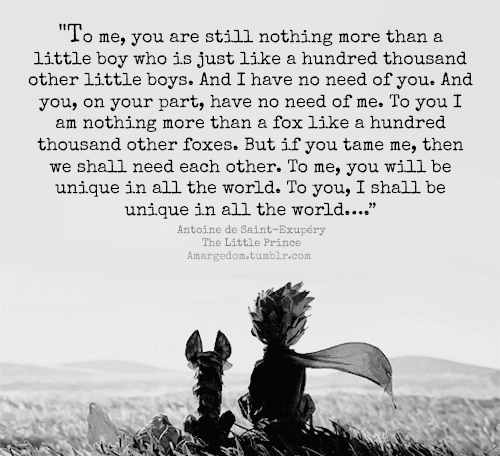 "To me, you are still nothing more than a
little boy who is just like a hundred thousand
other little boys. And I have no need of you. And
you, on your part, have no need of me. To you I
am nothing more than a fox like a hundred
thousand other foxes. But if you tame me, then
we shall need each other. To me, you will be
unique in all the world. To you, I shall be
unique in all the world...."
Antoine de Saint-Exupéry
The Little Prince
Amargedom.tumblr.com